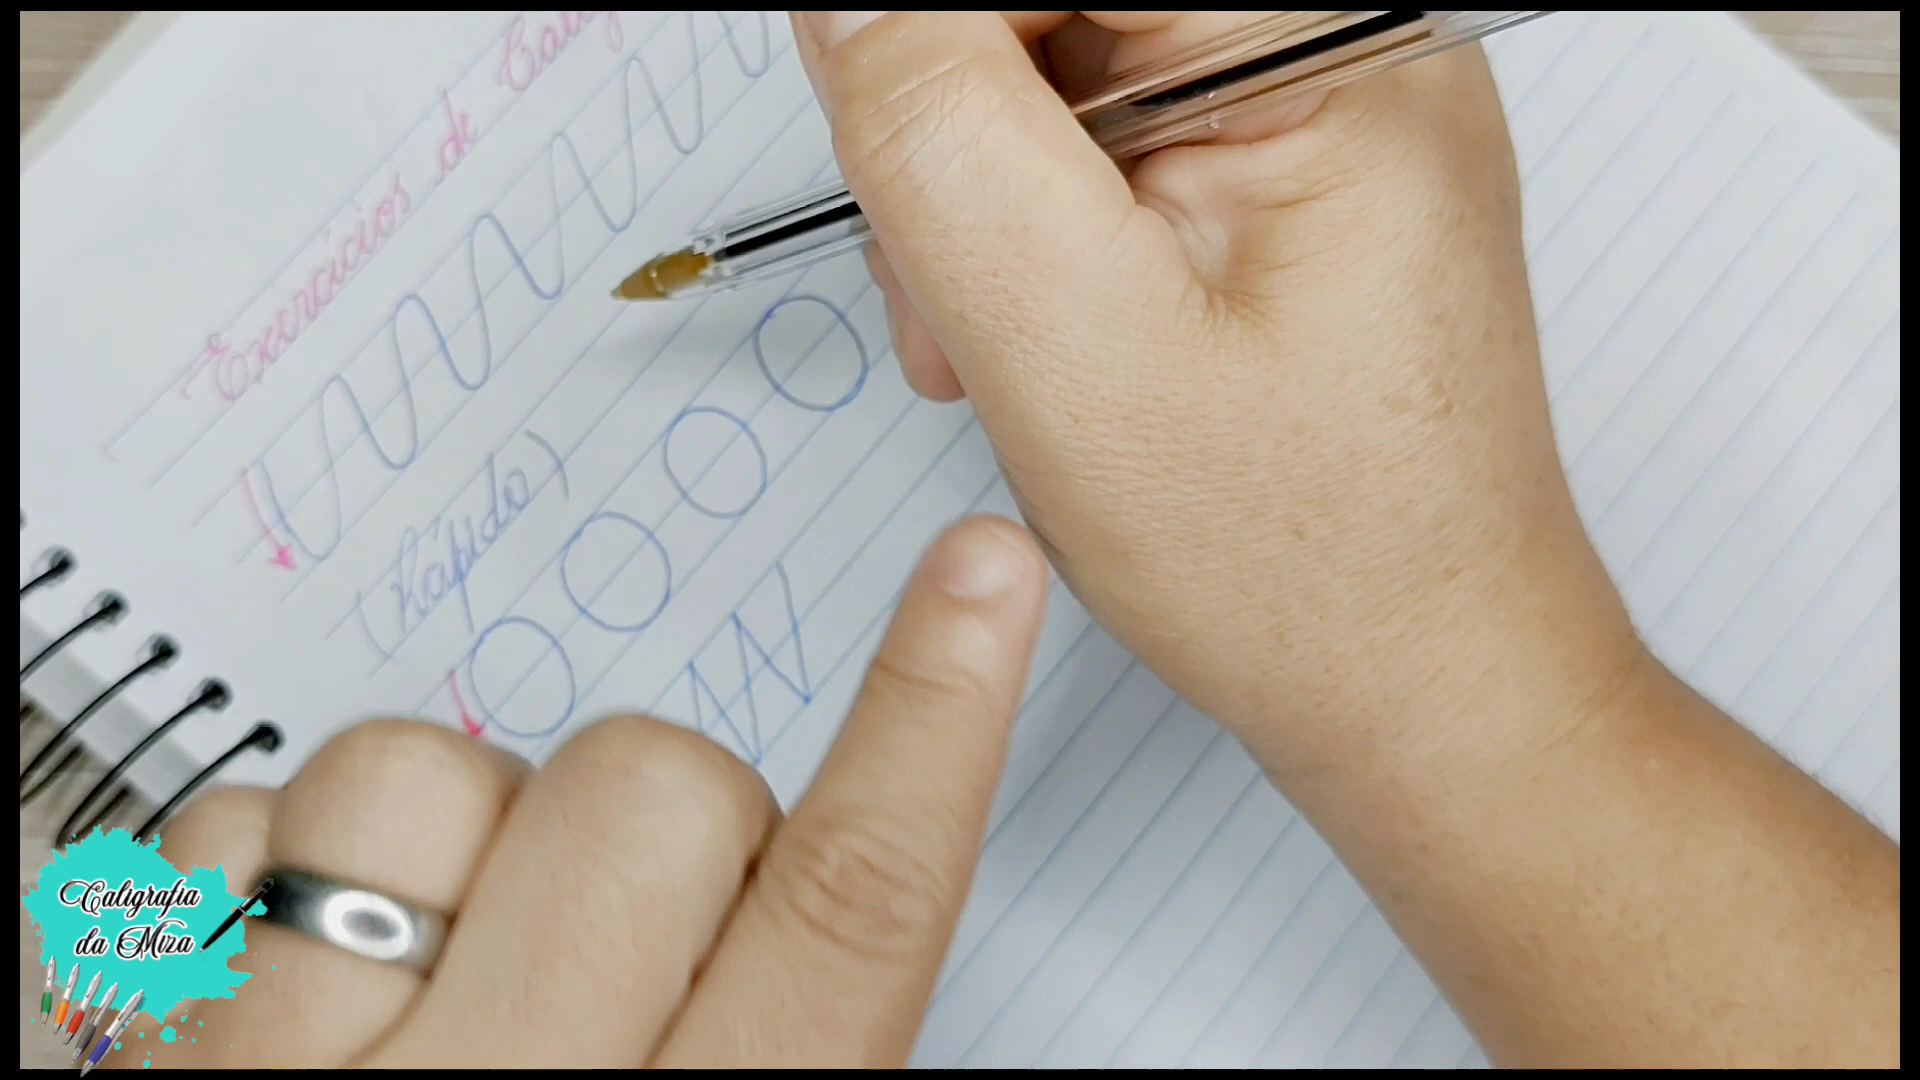 Exercícios de
(Rápido)
Caligrafia
da Miza